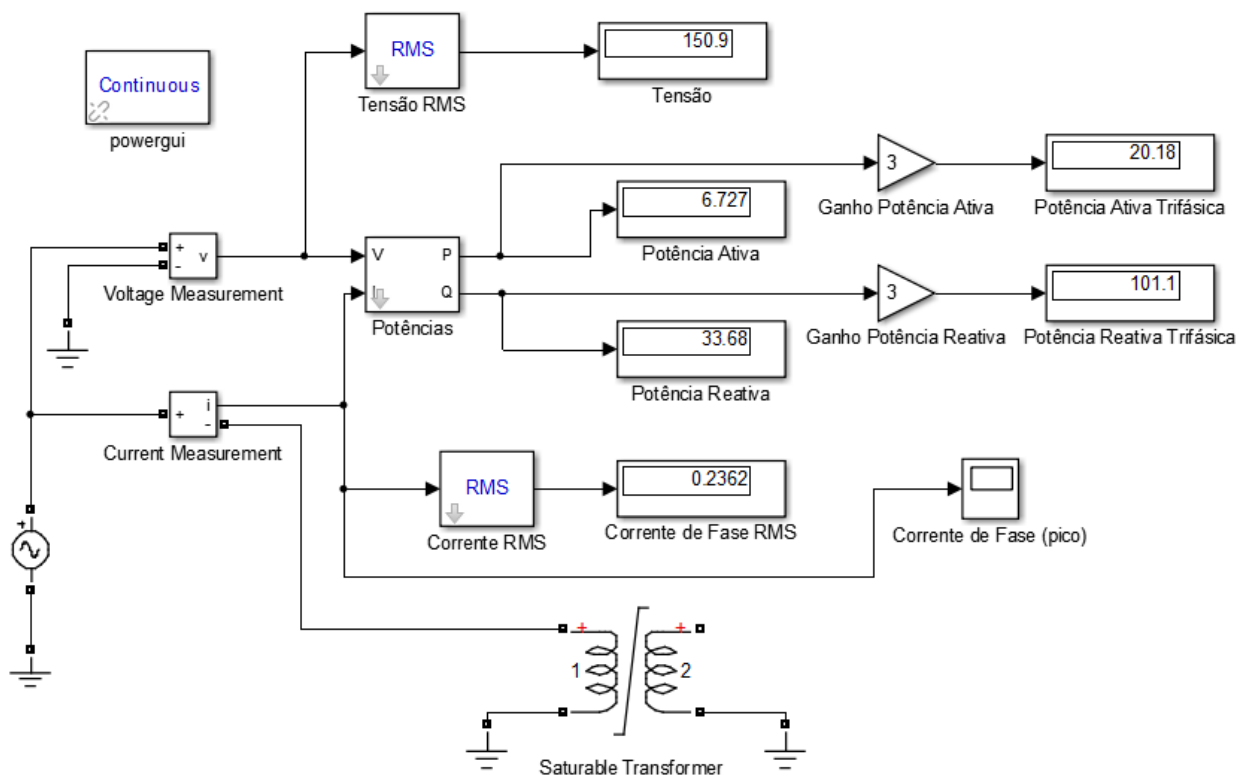 RMS
150.9
Continuous
Tensão RMS
Tensão
powergui
3
20.18
6.727
Ganho Potência Ativa
Potência Ativa Trifásica
+
-
v
V
P
Potência Ativa
I
Q
Voltage Measurement
3
101.1
Potências
Ganho Potência Reativa
Potência Reativa Trifásica
33.68
Potência Reativa
+
i
-
Current Measurement
RMS
0.2362
Corrente RMS
Corrente de Fase RMS
Corrente de Fase (pico)
+
+
+
1
2
Saturable Transformer